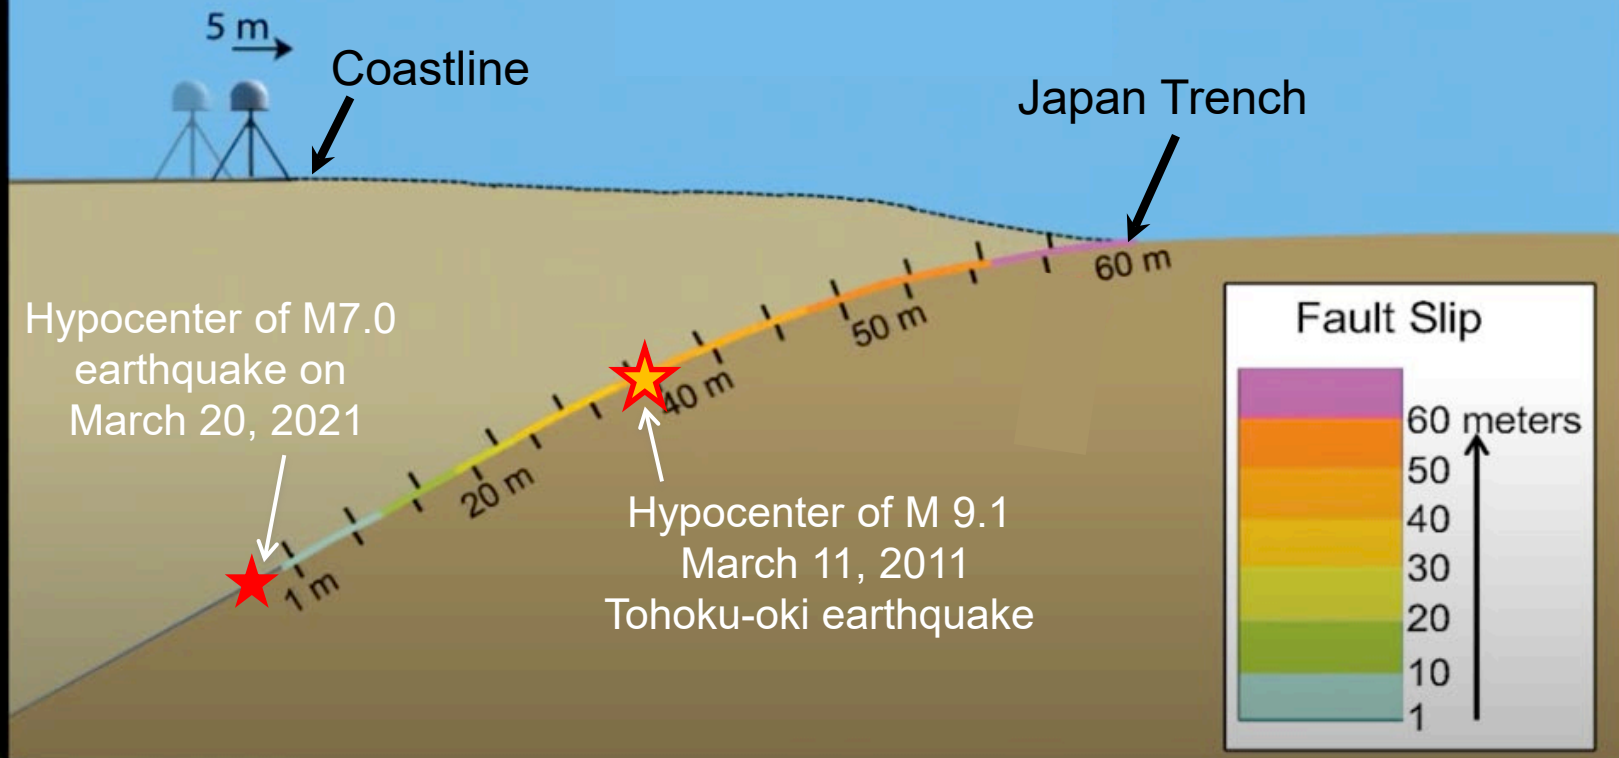 5 m
Coastline
Japan Trench
60 m
50 m
40 m
20 m
1 m
Hypocenter of M7.0
earthquake on
March 20, 2021
Hypocenter of M 9.1
March 11, 2011
Tohoku-oki earthquake
Fault Slip
60 meters
50
40
30
20
10
1